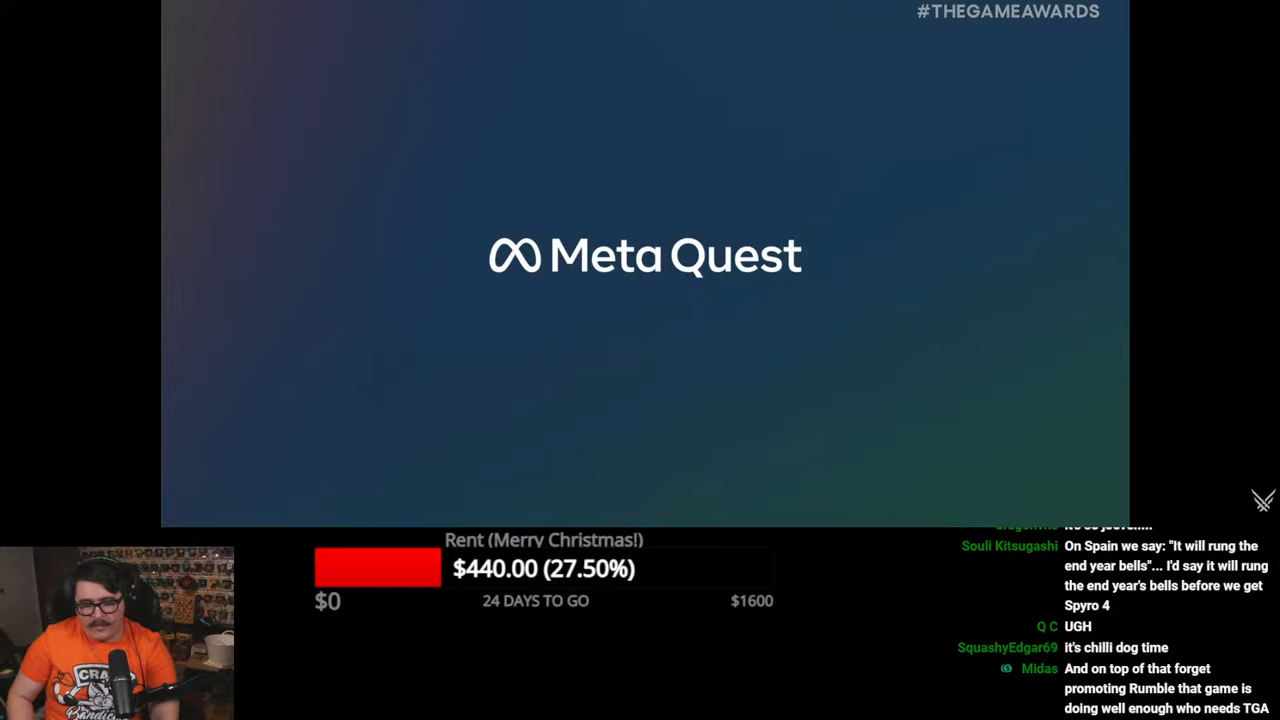 #THEGAMEAWARDS
Meta Quest
Rent (Merry Christmas!)
$440.00 (27.50%)
$0
24 DAYS TO GO
$1600
Souli Kitsugashi On Spain we say: "It will rung the
end year bells"... I'd say it will rung
the end year's bells before we get
Spyro 4
Q C UGH
SquashyEdgar69 it's chilli dog time
Midas And on top of that forget
promoting Rumble that game is
doing well enough who needs TGA